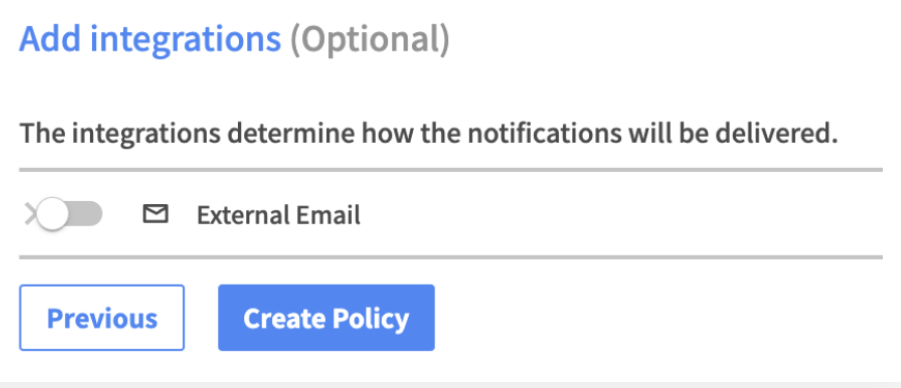 Add integrations (Optional)
The integrations determine how the notifications will be delivered.
External Email
Previous
Create Policy